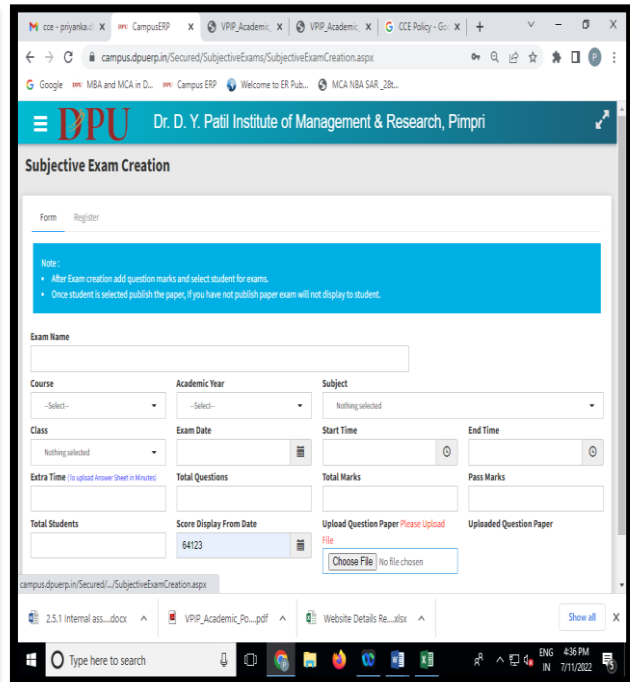 cce - priyanka.d
CampusERP
VPIP_Academic_
VPIP_Academic_
CCE Policy - Goo
campus.dpuerp.in/Secured/SubjectiveExams/SubjectiveExamCreation.aspx
Google
MBA and MCA in D...
Campus ERP
Welcome to ER Pub...
MCA NBA SAR _28t...
DPU
Dr. D. Y. Patil Institute of Management & Research, Pimpri
Subjective Exam Creation
Form
Register
Note :
After Exam creation add question marks and select student for exams.
Once student is selected publish the paper, If you have not publish paper exam will not display to student.
Exam Name
Course
Academic Year
Subject
--Select--
--Select--
Nothing selected
Class
Exam Date
Start Time
End Time
Nothing selected
Extra Time (To upload Answer Sheet in Minutes)
Total Questions
Total Marks
Pass Marks
Total Students
Score Display From Date
Upload Question Paper Please Upload
File
Uploaded Question Paper
64123
Choose File No file chosen
campus.dpuerp.in/Secured/.../SubjectiveExamCreation.aspx
2.5.1 Internal ass....docx
VPIP_Academic_Po....pdf
Website Details Re....xlsx
Show all
Type here to search
ENG
IN
4:36 PM
7/11/2022